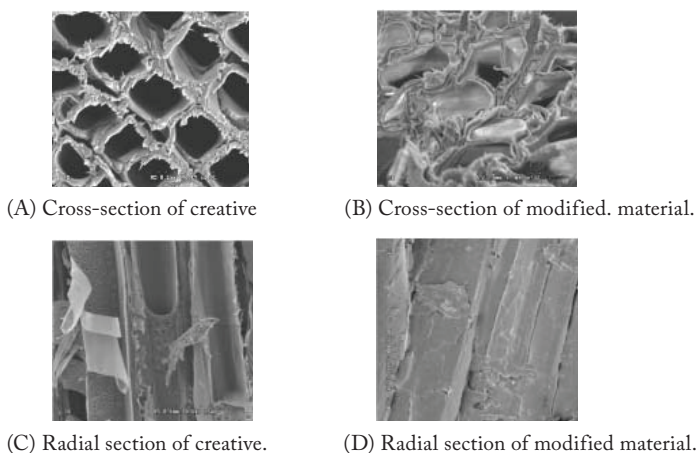 (A) Cross-section of creative
(B) Cross-section of modified. material.
(C) Radial section of creative.
(D) Radial section of modified material.